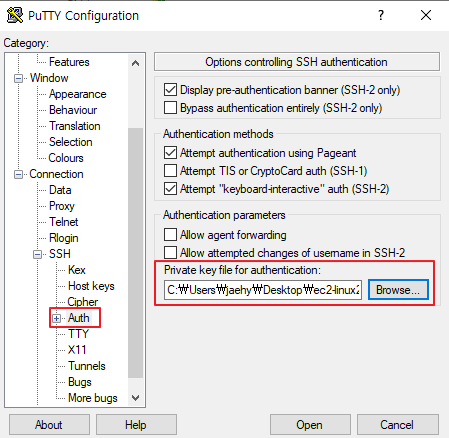 PuTTY Configuration
Category:
Features
Window
Appearance
Behaviour
Translation
Selection
Colours
Connection
Data
Proxy
Telnet
Rlogin
SSH
Kex
Host keys
Cipher
Auth
TTY
X11
Tunnels
Bugs
More bugs
Options controlling SSH authentication
Display pre-authentication banner (SSH-2 only)
Bypass authentication entirely (SSH-2 only)
Authentication methods
Attempt authentication using Pageant
Attempt TIS or CryptoCard auth (SSH-1)
Attempt "keyboard-interactive" auth (SSH-2)
Authentication parameters
Allow agent forwarding
Allow attempted changes of username in SSH-2
Private key file for authentication:
C:₩Users₩jaehy₩Desktop₩ec2-linux2 Browse...
About Help Open Cancel